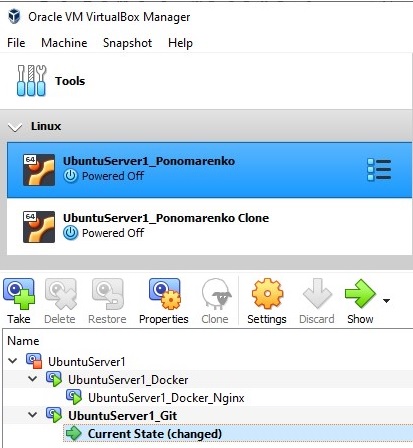 Oracle VM VirtualBox Manager
File Machine Snapshot Help
Tools
Linux
64
UbuntuServer1_Ponomarenko
Powered Off
64
UbuntuServer1_Ponomarenko Clone
Powered Off
Take Delete Restore Properties Clone Settings Discard Show
Name
UbuntuServer1
UbuntuServer1_Docker
UbuntuServer1_Docker_Nginx
UbuntuServer1_Git
Current State (changed)